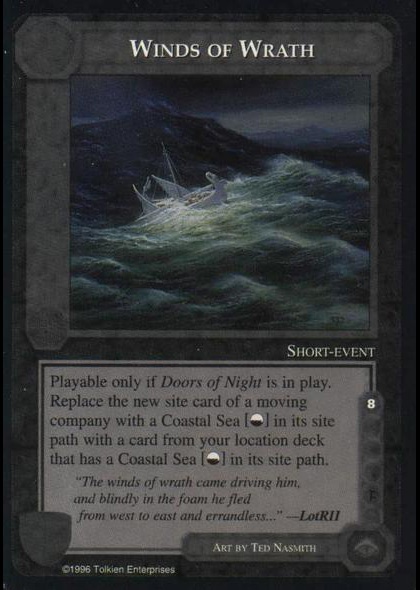 WINDS OF WRATH
SHORT-EVENT
Playable only if Doors of Night is in play.
Replace the new site card of a moving
company with a Coastal Sea [] in its site
path with a card from your location deck
that has a Coastal Sea [] in its site path.
8
"The winds of wrath came driving him,
and blindly in the foam he fled
from west to east and errandless..." —LotRII
ART BY TED NASMITH
©1996 Tolkien Enterprises